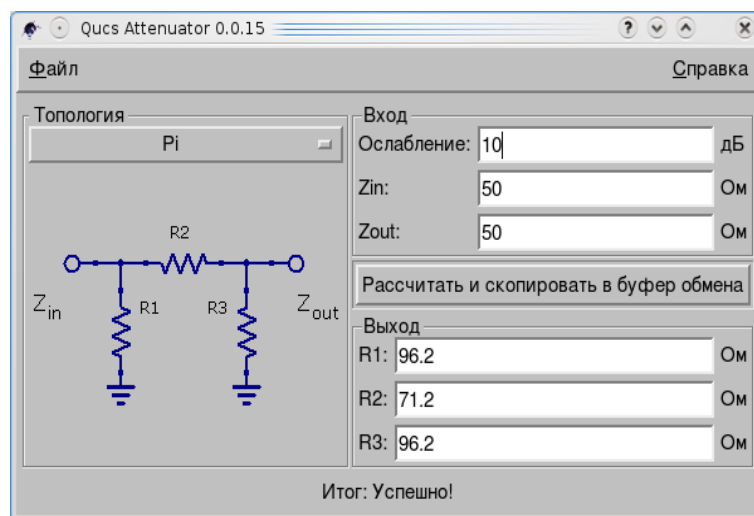 Qucs Attenuator 0.0.15
Файл
Справка
Топология
Pi
R2
R1
R3
Zin
Zout
Вход
Ослабление: 10 дБ
Zin: 50 Ом
Zout: 50 Ом
Рассчитать и скопировать в буфер обмена
Выход
R1: 96.2 Ом
R2: 71.2 Ом
R3: 96.2 Ом
Итог: Успешно!